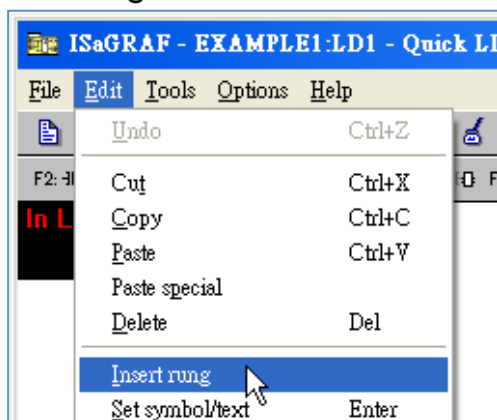 ISaGRAF - EXAMPLE1:LD1 - Quick L
File Edit Tools Options Help
Undo Ctrl+Z
F2:
Cut Ctrl+X
In L
Copy Ctrl+C
Paste Ctrl+V
Paste special
Delete Del
Insert rung
Set symbol/text Enter